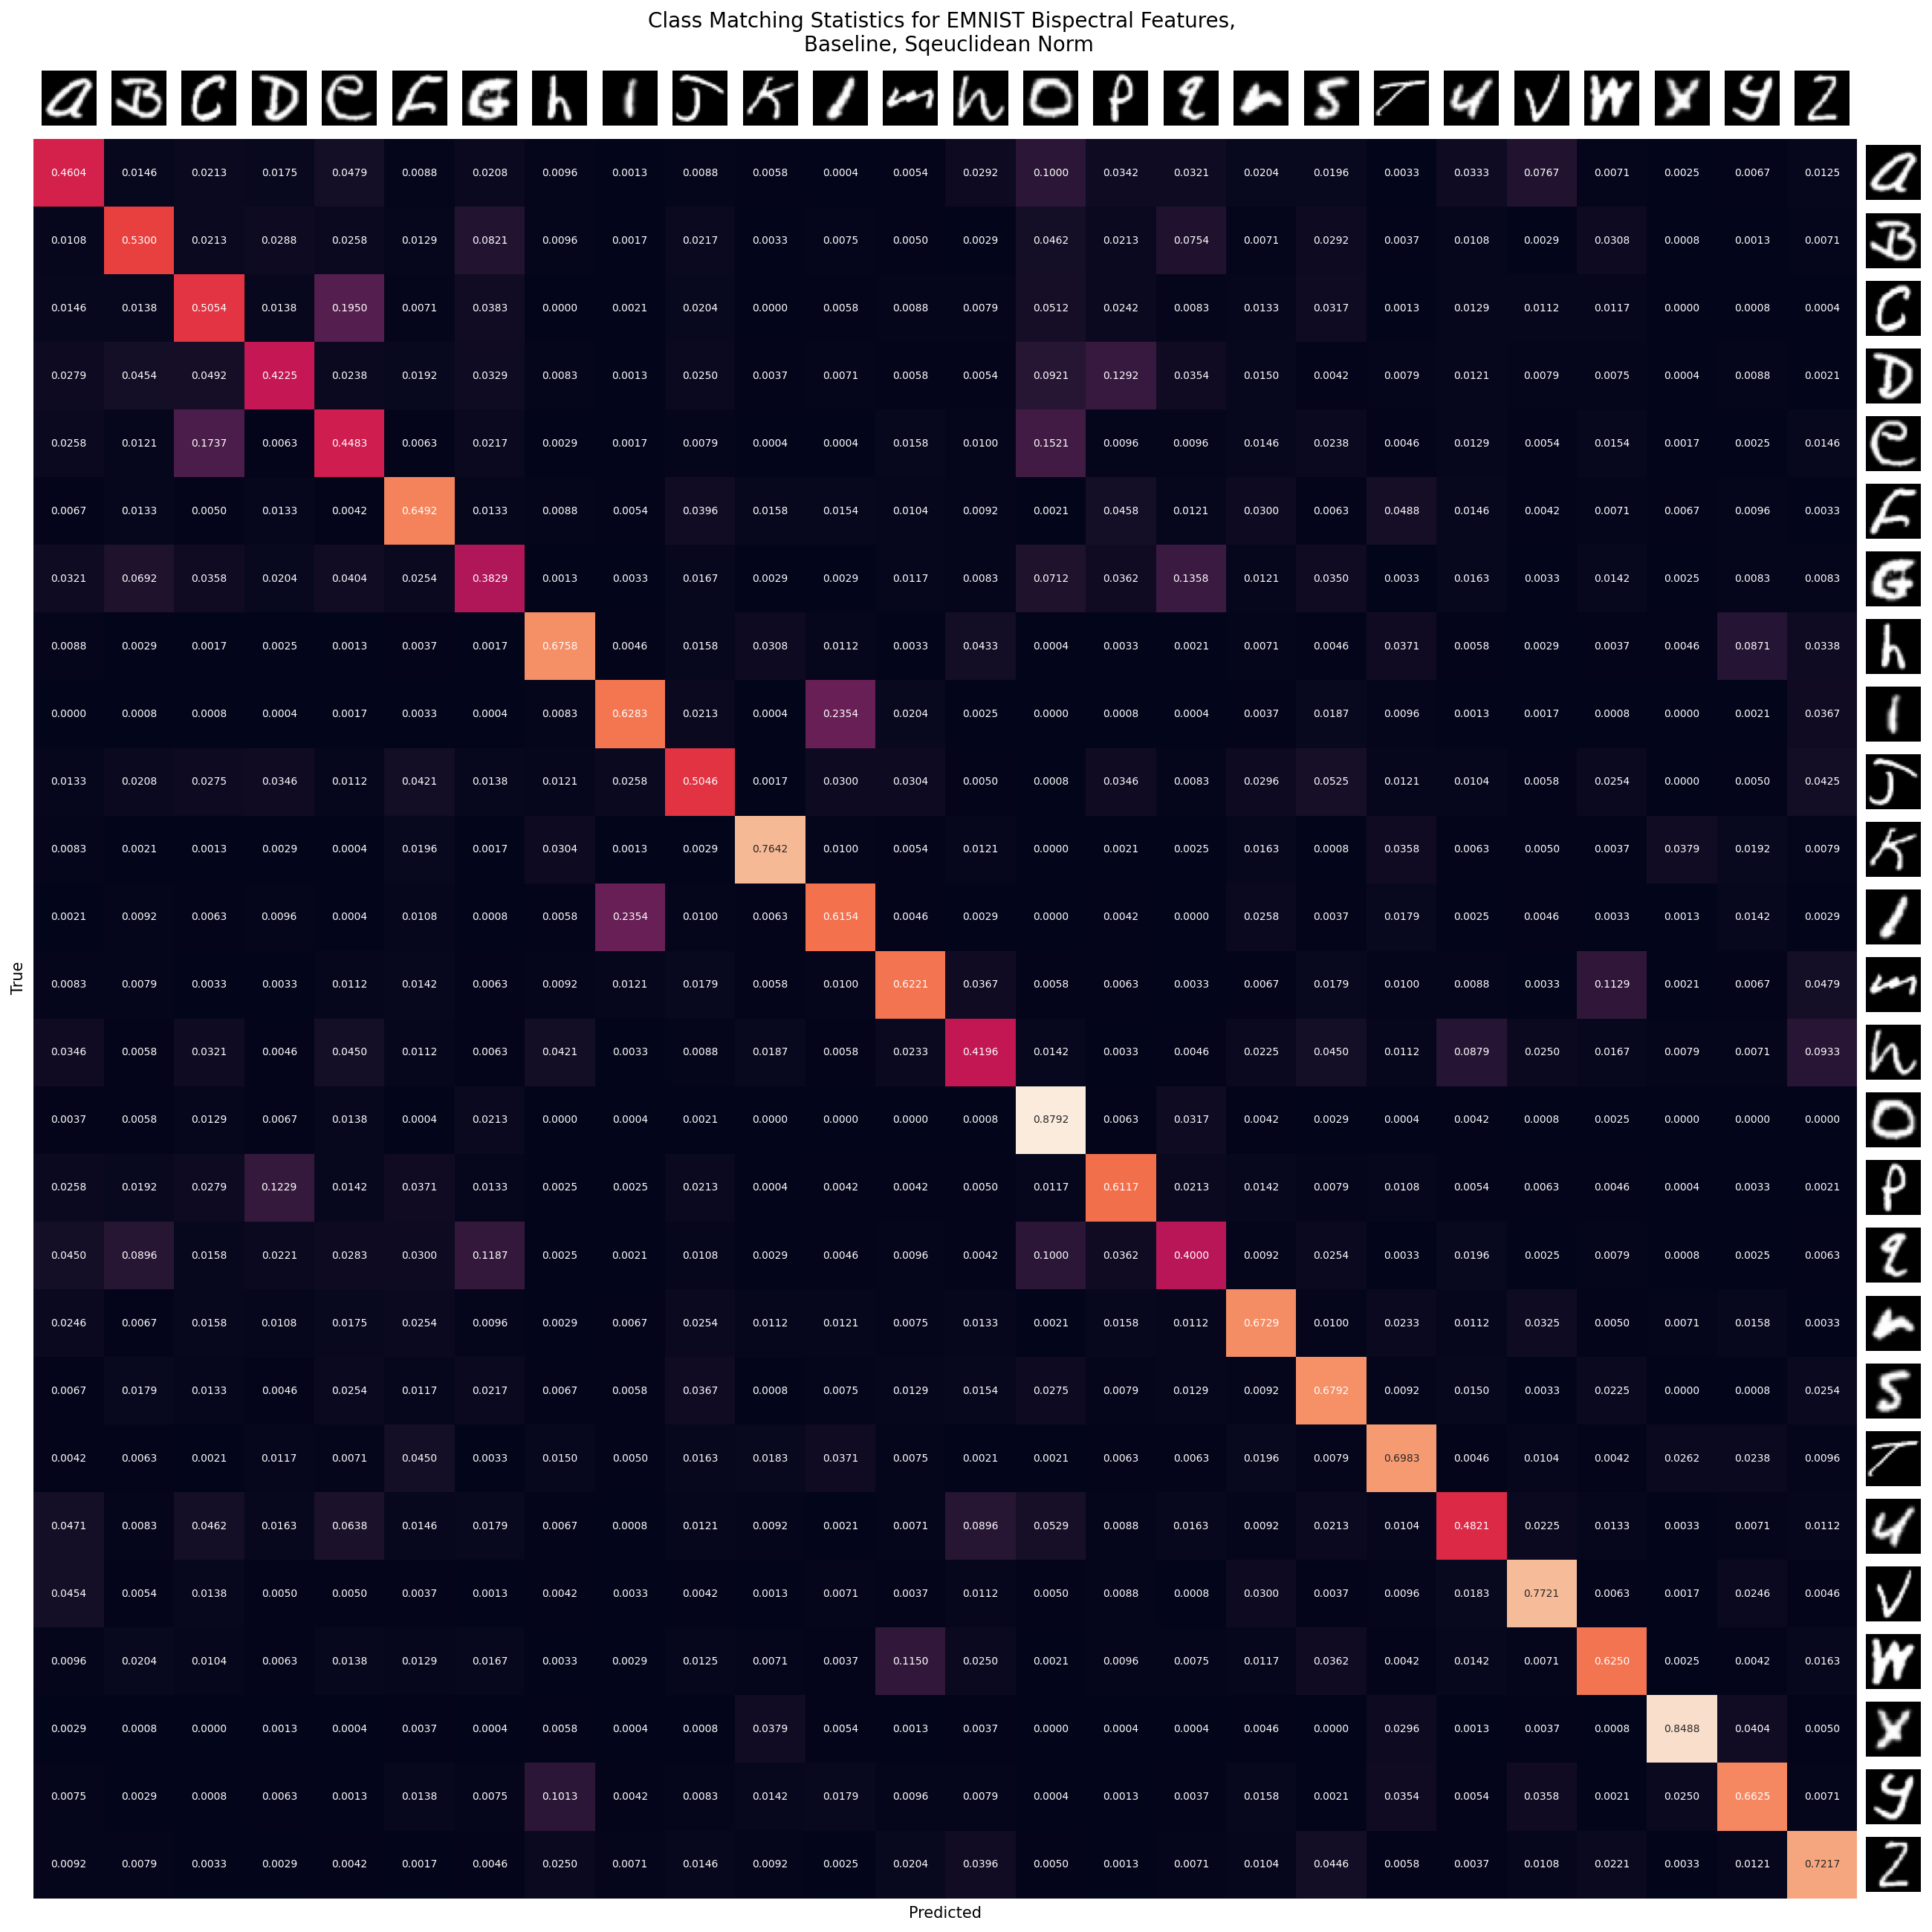 Class Matching Statistics for EMNIST Bispectral Features,
Baseline, Sqeuclidean Norm
a B C D e F G h l J K l m n O P q r S T u V W X y Z
0.4604 0.0146 0.0213 0.0175 0.0479 0.0088 0.0208 0.0096 0.0013 0.0088 0.0058 0.0004 0.0054 0.0292 0.1000 0.0342 0.0321 0.0204 0.0196 0.0033 0.0333 0.0767 0.0071 0.0025 0.0067 0.0125 a
0.0108 0.5300 0.0213 0.0288 0.0258 0.0129 0.0821 0.0096 0.0017 0.0217 0.0033 0.0075 0.0050 0.0029 0.0462 0.0213 0.0754 0.0071 0.0292 0.0037 0.0108 0.0029 0.0308 0.0008 0.0013 0.0071 B
0.0146 0.0138 0.5054 0.0138 0.1950 0.0071 0.0383 0.0000 0.0021 0.0204 0.0000 0.0058 0.0088 0.0079 0.0512 0.0242 0.0083 0.0133 0.0317 0.0013 0.0129 0.0112 0.0117 0.0000 0.0008 0.0004 C
0.0279 0.0454 0.0492 0.4225 0.0238 0.0192 0.0329 0.0083 0.0013 0.0250 0.0037 0.0071 0.0058 0.0054 0.0921 0.1292 0.0354 0.0150 0.0042 0.0079 0.0121 0.0079 0.0075 0.0004 0.0088 0.0021 D
0.0258 0.0121 0.1737 0.0063 0.4483 0.0063 0.0217 0.0029 0.0017 0.0079 0.0004 0.0004 0.0158 0.0100 0.1521 0.0096 0.0096 0.0146 0.0238 0.0046 0.0129 0.0054 0.0154 0.0017 0.0025 0.0146 e
0.0067 0.0133 0.0050 0.0133 0.0042 0.6492 0.0133 0.0088 0.0054 0.0396 0.0158 0.0154 0.0104 0.0092 0.0021 0.0458 0.0121 0.0300 0.0063 0.0488 0.0146 0.0042 0.0071 0.0067 0.0096 0.0033 F
0.0321 0.0692 0.0358 0.0204 0.0404 0.0254 0.3829 0.0013 0.0033 0.0167 0.0029 0.0029 0.0117 0.0083 0.0712 0.0362 0.1358 0.0121 0.0350 0.0033 0.0163 0.0033 0.0142 0.0025 0.0083 0.0083 G
0.0088 0.0029 0.0017 0.0025 0.0013 0.0037 0.0017 0.6758 0.0046 0.0158 0.0308 0.0112 0.0033 0.0433 0.0004 0.0033 0.0021 0.0071 0.0046 0.0371 0.0058 0.0029 0.0037 0.0046 0.0871 0.0338 h
0.0000 0.0008 0.0008 0.0004 0.0017 0.0033 0.0004 0.0083 0.6283 0.0213 0.0004 0.2354 0.0204 0.0025 0.0000 0.0008 0.0004 0.0037 0.0187 0.0096 0.0013 0.0017 0.0008 0.0000 0.0021 0.0367 l
0.0133 0.0208 0.0275 0.0346 0.0112 0.0421 0.0138 0.0121 0.0258 0.5046 0.0017 0.0300 0.0304 0.0050 0.0008 0.0346 0.0083 0.0296 0.0525 0.0121 0.0104 0.0058 0.0254 0.0000 0.0050 0.0425 J
0.0083 0.0021 0.0013 0.0029 0.0004 0.0196 0.0017 0.0304 0.0013 0.0029 0.7642 0.0100 0.0054 0.0121 0.0000 0.0021 0.0025 0.0163 0.0008 0.0358 0.0063 0.0050 0.0037 0.0379 0.0192 0.0079 K
0.0021 0.0092 0.0063 0.0096 0.0004 0.0108 0.0008 0.0058 0.2354 0.0100 0.0063 0.6154 0.0046 0.0029 0.0000 0.0042 0.0000 0.0258 0.0037 0.0179 0.0025 0.0046 0.0033 0.0013 0.0142 0.0029 l
0.0083 0.0079 0.0033 0.0033 0.0112 0.0142 0.0063 0.0092 0.0121 0.0179 0.0058 0.0100 0.6221 0.0367 0.0058 0.0063 0.0033 0.0067 0.0179 0.0100 0.0088 0.0033 0.1129 0.0021 0.0067 0.0479 m
0.0346 0.0058 0.0321 0.0046 0.0450 0.0112 0.0063 0.0421 0.0033 0.0088 0.0187 0.0058 0.0233 0.4196 0.0142 0.0033 0.0046 0.0225 0.0450 0.0112 0.0879 0.0250 0.0167 0.0079 0.0071 0.0933 n
0.0037 0.0058 0.0129 0.0067 0.0138 0.0004 0.0213 0.0000 0.0004 0.0021 0.0000 0.0000 0.0000 0.0008 0.8792 0.0063 0.0317 0.0042 0.0029 0.0004 0.0042 0.0008 0.0025 0.0000 0.0000 0.0000 O
0.0258 0.0192 0.0279 0.1229 0.0142 0.0371 0.0133 0.0025 0.0025 0.0213 0.0004 0.0042 0.0042 0.0050 0.0117 0.6117 0.0213 0.0142 0.0079 0.0108 0.0054 0.0063 0.0046 0.0004 0.0033 0.0021 P
0.0450 0.0896 0.0158 0.0221 0.0283 0.0300 0.1187 0.0025 0.0021 0.0108 0.0029 0.0046 0.0096 0.0042 0.1000 0.0362 0.4000 0.0092 0.0254 0.0033 0.0196 0.0025 0.0079 0.0008 0.0025 0.0063 q
0.0246 0.0067 0.0158 0.0108 0.0175 0.0254 0.0096 0.0029 0.0067 0.0254 0.0112 0.0121 0.0075 0.0133 0.0021 0.0158 0.0112 0.6729 0.0100 0.0233 0.0112 0.0325 0.0050 0.0071 0.0158 0.0033 r
0.0067 0.0179 0.0133 0.0046 0.0254 0.0117 0.0217 0.0067 0.0058 0.0367 0.0008 0.0075 0.0129 0.0154 0.0275 0.0079 0.0129 0.0092 0.6792 0.0092 0.0150 0.0033 0.0225 0.0000 0.0008 0.0254 S
0.0042 0.0063 0.0021 0.0117 0.0071 0.0450 0.0033 0.0150 0.0050 0.0163 0.0183 0.0371 0.0075 0.0021 0.0021 0.0063 0.0063 0.0196 0.0079 0.6983 0.0046 0.0104 0.0042 0.0262 0.0238 0.0096 T
0.0471 0.0083 0.0462 0.0163 0.0638 0.0146 0.0179 0.0067 0.0008 0.0121 0.0092 0.0021 0.0071 0.0896 0.0529 0.0088 0.0163 0.0092 0.0213 0.0104 0.4821 0.0225 0.0133 0.0033 0.0071 0.0112 u
0.0454 0.0054 0.0138 0.0050 0.0050 0.0037 0.0013 0.0042 0.0033 0.0042 0.0013 0.0071 0.0037 0.0112 0.0050 0.0088 0.0008 0.0300 0.0037 0.0096 0.0183 0.7721 0.0063 0.0017 0.0246 0.0046 V
0.0096 0.0204 0.0104 0.0063 0.0138 0.0129 0.0167 0.0033 0.0029 0.0125 0.0071 0.0037 0.1150 0.0250 0.0021 0.0096 0.0075 0.0117 0.0362 0.0042 0.0142 0.0071 0.6250 0.0025 0.0042 0.0163 W
0.0029 0.0008 0.0000 0.0013 0.0004 0.0037 0.0004 0.0058 0.0004 0.0008 0.0379 0.0054 0.0013 0.0037 0.0000 0.0004 0.0004 0.0046 0.0000 0.0296 0.0013 0.0037 0.0008 0.8488 0.0404 0.0050 X
0.0075 0.0029 0.0008 0.0063 0.0013 0.0138 0.0075 0.1013 0.0042 0.0083 0.0142 0.0179 0.0096 0.0079 0.0004 0.0013 0.0037 0.0158 0.0021 0.0354 0.0054 0.0358 0.0021 0.0250 0.6625 0.0071 y
0.0092 0.0079 0.0033 0.0029 0.0042 0.0017 0.0046 0.0250 0.0071 0.0146 0.0092 0.0025 0.0204 0.0396 0.0050 0.0013 0.0071 0.0104 0.0446 0.0058 0.0037 0.0108 0.0221 0.0033 0.0121 0.7217 Z
True
Predicted